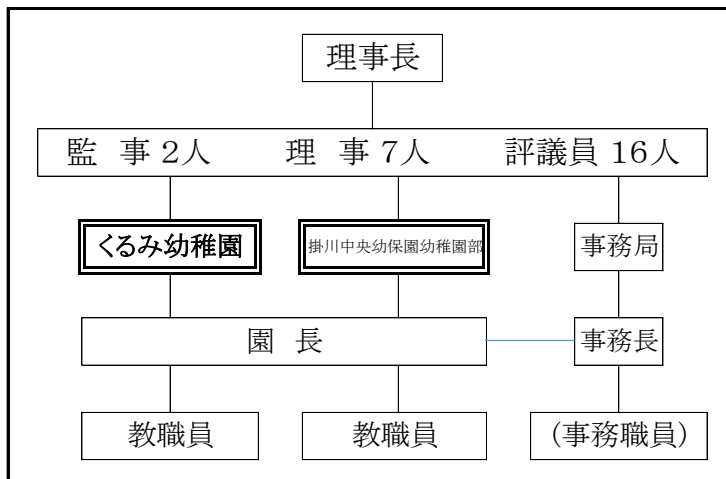 理事長
監 事 2人 理 事 7人 評議員 16人
くるみ幼稚園 掛川中央幼保園幼稚園部 事務局
園 長 事務長
教職員 教職員 (事務職員)